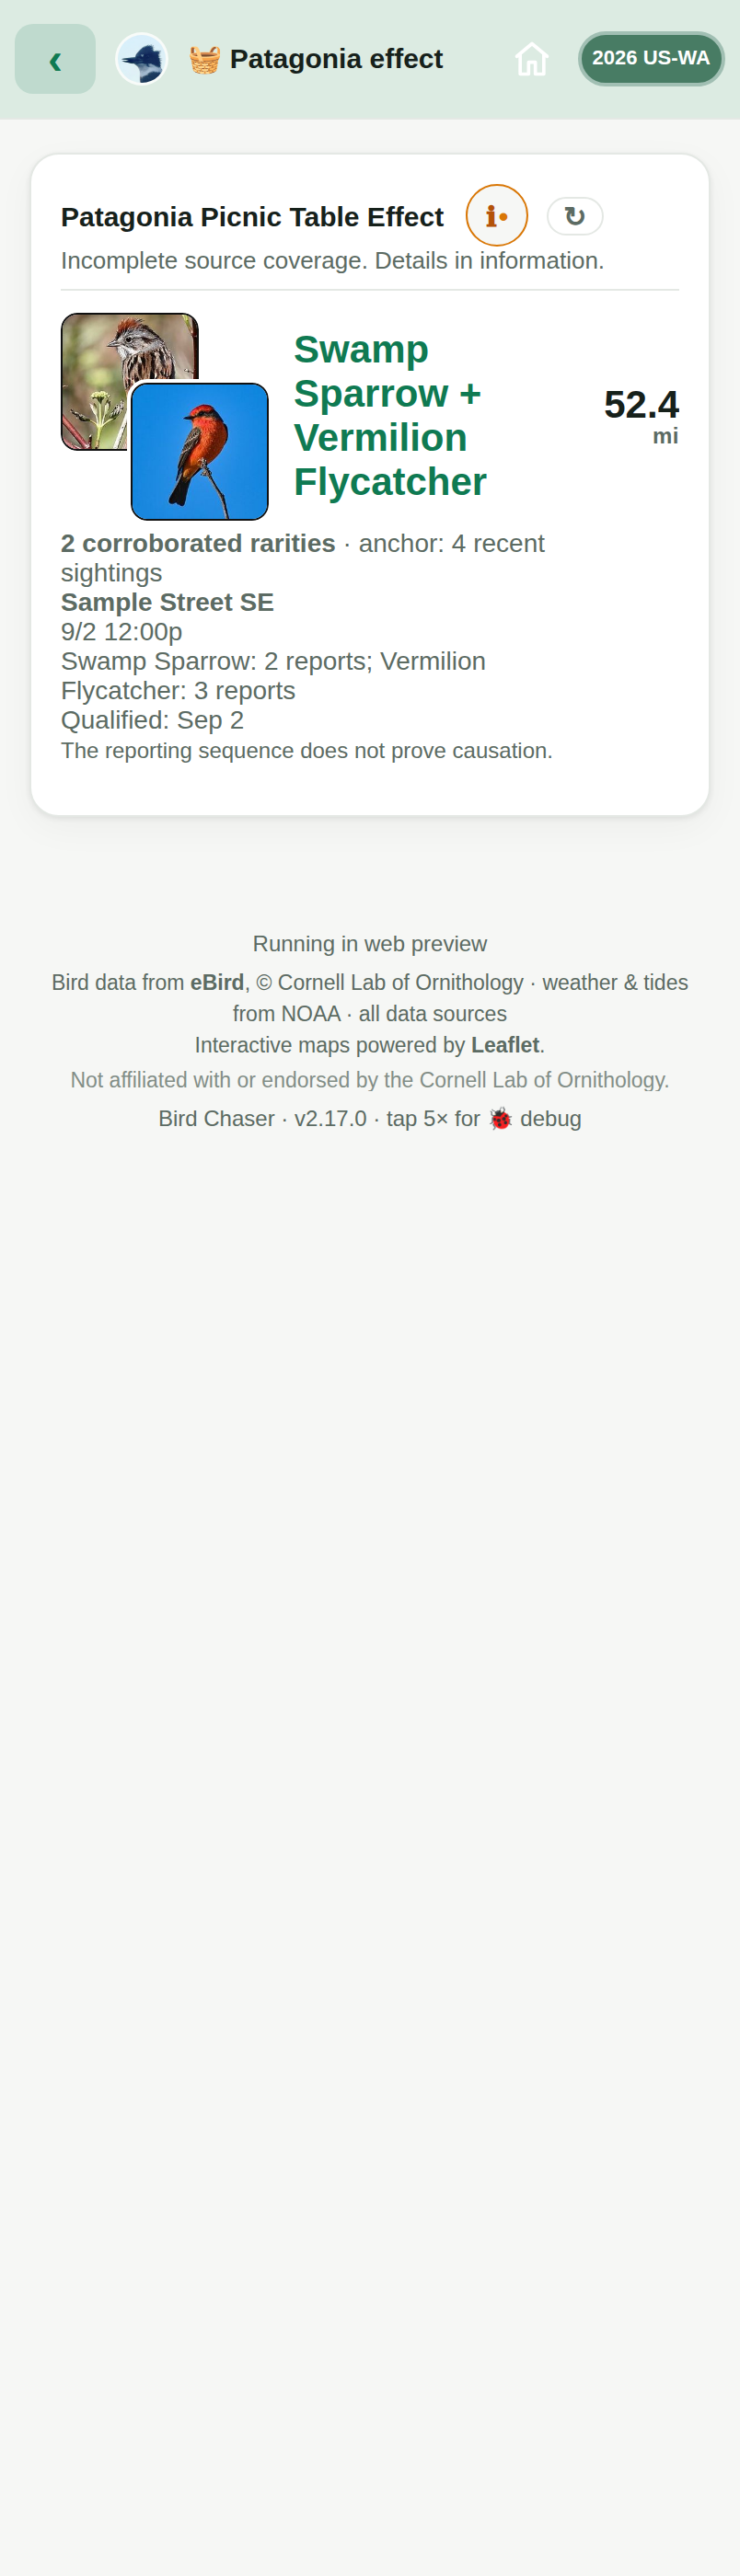 ‹ 🧺 Patagonia effect 2026 US-WA
Patagonia Picnic Table Effect ℹ• ↻
Incomplete source coverage. Details in information.
Swamp
Sparrow +
Vermilion
Flycatcher
52.4
mi
2 corroborated rarities · anchor: 4 recent
sightings
Sample Street SE
9/2 12:00p
Swamp Sparrow: 2 reports; Vermilion
Flycatcher: 3 reports
Qualified: Sep 2
The reporting sequence does not prove causation.
Running in web preview
Bird data from eBird, © Cornell Lab of Ornithology · weather & tides
from NOAA · all data sources
Interactive maps powered by Leaflet.
Not affiliated with or endorsed by the Cornell Lab of Ornithology.
Bird Chaser · v2.17.0 · tap 5× for 🐞 debug